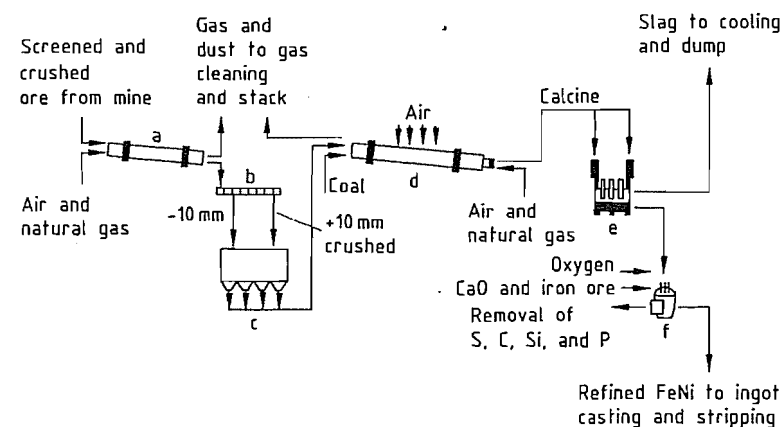 Screened and
crushed
ore from mine
Gas and
dust to gas
cleaning
and stack
Slag to cooling
and dump
a
Air
Calcine
Air and
natural gas
b
-10 mm
+10 mm
crushed
c
Coal
d
Air and
natural gas
e
Oxygen
CaO and iron ore
Removal of
S, C, Si, and P
f
Refined FeNi to ingot
casting and stripping